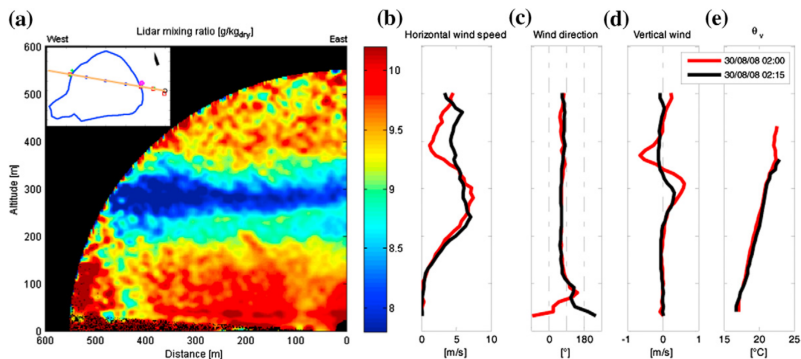 (a)
Lidar mixing ratio [g/kgdry]
West
East
600
500
400
300
200
100
0
Altitude [m]
600
500
400
300
200
100
0
Distance [m]
10
9.5
9
8.5
8
(b)
Horizontal wind speed
0
5
10
[m/s]
(c)
Wind direction
0
180
[°]
(d)
Vertical wind
-1
0
1
[m/s]
(e)
θv
30/08/08 02:00
30/08/08 02:15
15
20
25
[°C]